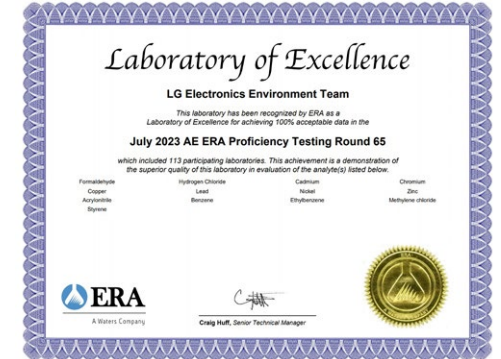 Laboratory of Excellence
LG Electronics Environment Team
This laboratory has been recognized by ERA as a
Laboratory of Excellence for achieving 100% acceptable data in the
July 2023 AE ERA Proficiency Testing Round 65
which included 113 participating laboratories. This achievement is a demonstration of
the superior quality of this laboratory in evaluation of the analyte(s) listed below.
Formaldehyde Hydrogen Chloride Cadmium Chromium
Copper Lead Nickel Zinc
Acrylonitrile Benzene Ethylbenzene Methylene chloride
Styrene
ERA
A Waters Company
Craig Huff, Senior Technical Manager